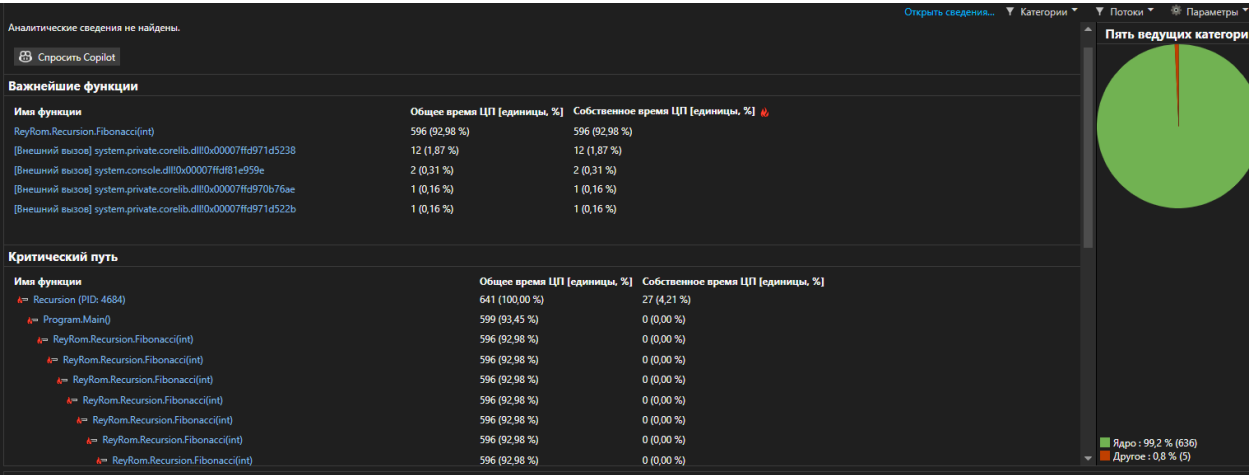 Открыть сведения... Категории Потоки Параметры
Аналитические сведения не найдены.
Спросить Copilot
Важнейшие функции
Имя функции Общее время ЦП [единицы, %] Собственное время ЦП [единицы, %]
ReyRom.Recursion.Fibonacci(int) 596 (92,98 %) 596 (92,98 %)
[Внешний вызов] system.private.corelib.dll!0x00007ffd971d5238 12 (1,87 %) 12 (1,87 %)
[Внешний вызов] system.console.dll!0x00007ffdf81e959e 2 (0,31 %) 2 (0,31 %)
[Внешний вызов] system.private.corelib.dll!0x00007ffd970b76ae 1 (0,16 %) 1 (0,16 %)
[Внешний вызов] system.private.corelib.dll!0x00007ffd971d522b 1 (0,16 %) 1 (0,16 %)
Критический путь
Имя функции Общее время ЦП [единицы, %] Собственное время ЦП [единицы, %]
Recursion (PID: 4684) 641 (100,00 %) 27 (4,21 %)
Program.Main() 599 (93,45 %) 0 (0,00 %)
ReyRom.Recursion.Fibonacci(int) 596 (92,98 %) 0 (0,00 %)
ReyRom.Recursion.Fibonacci(int) 596 (92,98 %) 0 (0,00 %)
ReyRom.Recursion.Fibonacci(int) 596 (92,98 %) 0 (0,00 %)
ReyRom.Recursion.Fibonacci(int) 596 (92,98 %) 0 (0,00 %)
ReyRom.Recursion.Fibonacci(int) 596 (92,98 %) 0 (0,00 %)
ReyRom.Recursion.Fibonacci(int) 596 (92,98 %) 0 (0,00 %)
ReyRom.Recursion.Fibonacci(int) 596 (92,98 %) 0 (0,00 %)
Пять ведущих категори
Ядро : 99,2 % (636)
Другое : 0,8 % (5)